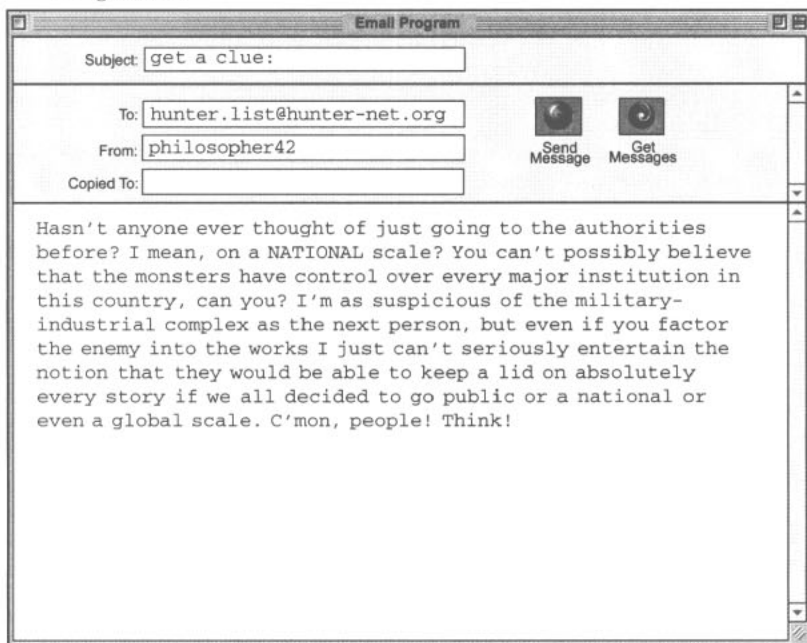 Email Program
Subject: get a clue:
To: hunter.list@hunter-net.org
From: philosopher42
Copied To:
Send Message
Get Messages
Hasn't anyone ever thought of just going to the authorities
before? I mean, on a NATIONAL scale? You can't possibly believe
that the monsters have control over every major institution in
this country, can you? I'm as suspicious of the military-
industrial complex as the next person, but even if you factor
the enemy into the works I just can't seriously entertain the
notion that they would be able to keep a lid on absolutely
every story if we all decided to go public or a national or
even a global scale. C'mon, people! Think!